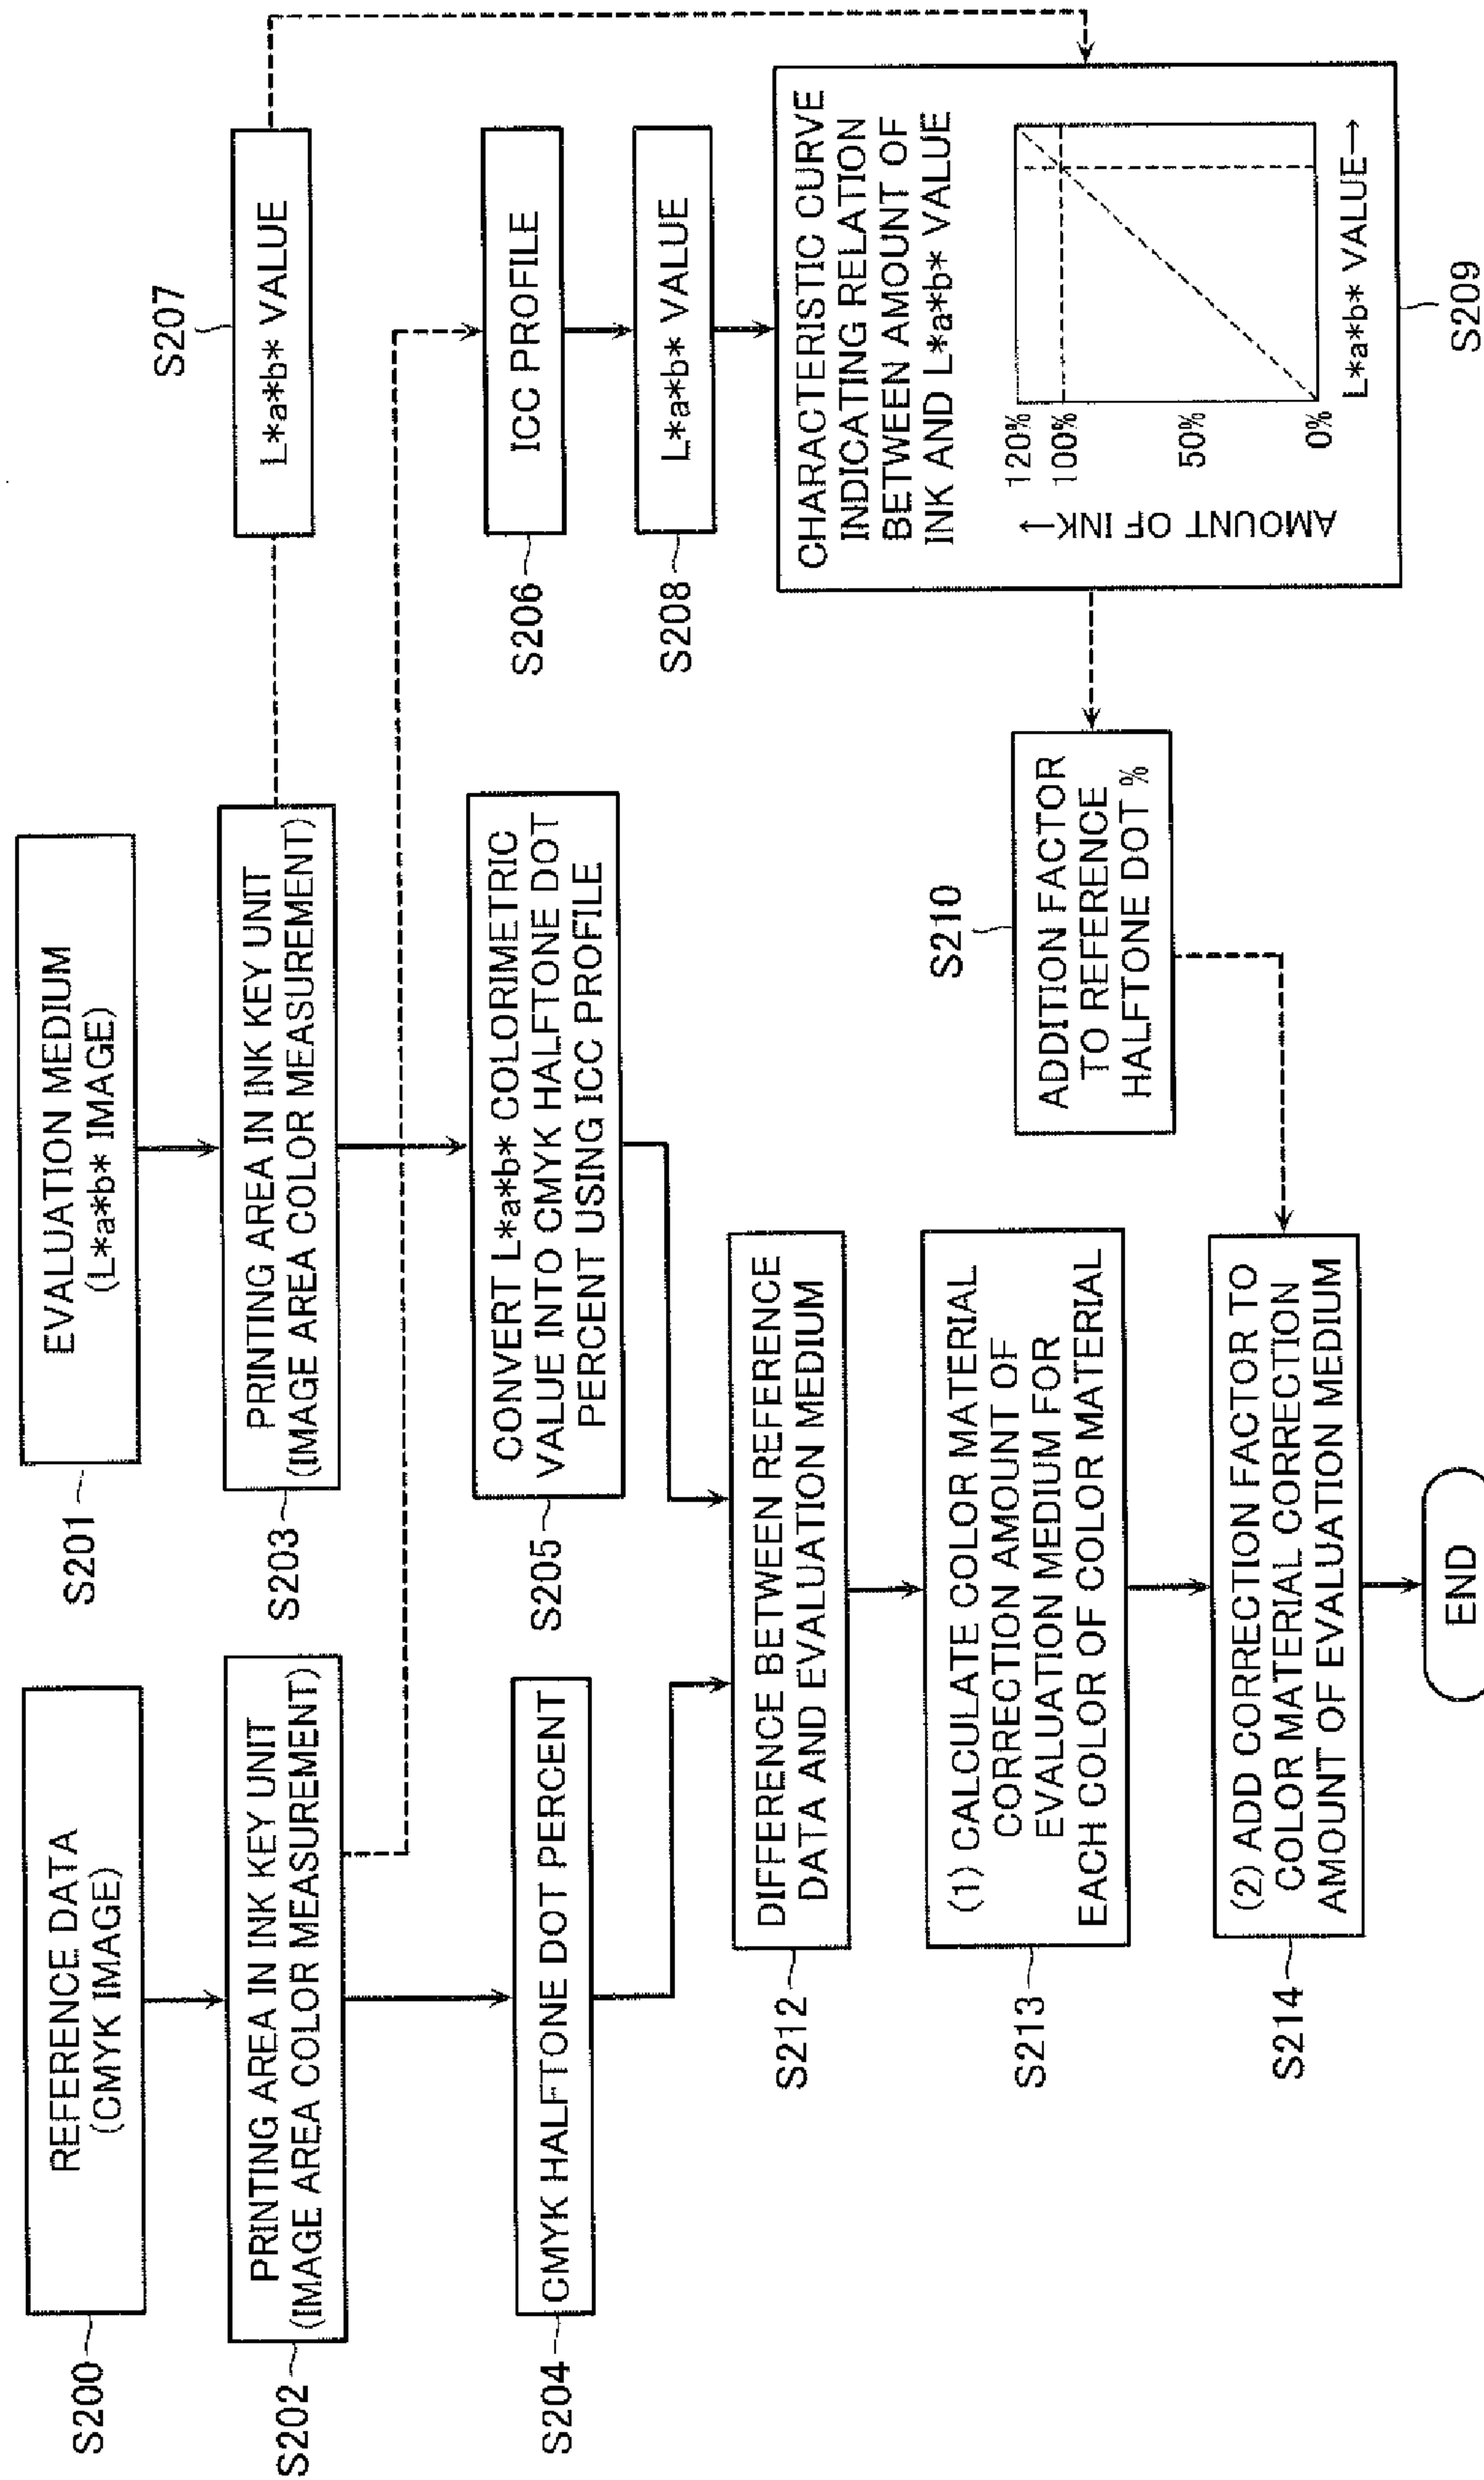 S200
REFERENCE DATA
(CMYK IMAGE)
S201
EVALUATION MEDIUM
(L*a*b* IMAGE)
S202
PRINTING AREA IN INK KEY UNIT
(IMAGE AREA COLOR MEASUREMENT)
S203
PRINTING AREA IN INK KEY UNIT
(IMAGE AREA COLOR MEASUREMENT)
S207
L*a*b* VALUE
S204
CMYK HALFTONE DOT PERCENT
S205
CONVERT L*a*b* COLORIMETRIC
VALUE INTO CMYK HALFTONE DOT
PERCENT USING ICC PROFILE
S206
ICC PROFILE
S208
L*a*b* VALUE
CHARACTERISTIC CURVE
INDICATING RELATION
BETWEEN AMOUNT OF
INK AND L*a*b* VALUE
AMOUNT OF INK→
120%
100%
50%
0%
L*a*b* VALUE→
S209
S210
ADDITION FACTOR
TO REFERENCE
HALFTONE DOT %
S212
DIFFERENCE BETWEEN REFERENCE
DATA AND EVALUATION MEDIUM
S213
(1) CALCULATE COLOR MATERIAL
CORRECTION AMOUNT OF
EVALUATION MEDIUM FOR
EACH COLOR OF COLOR MATERIAL
S214
(2) ADD CORRECTION FACTOR TO
COLOR MATERIAL CORRECTION
AMOUNT OF EVALUATION MEDIUM
END